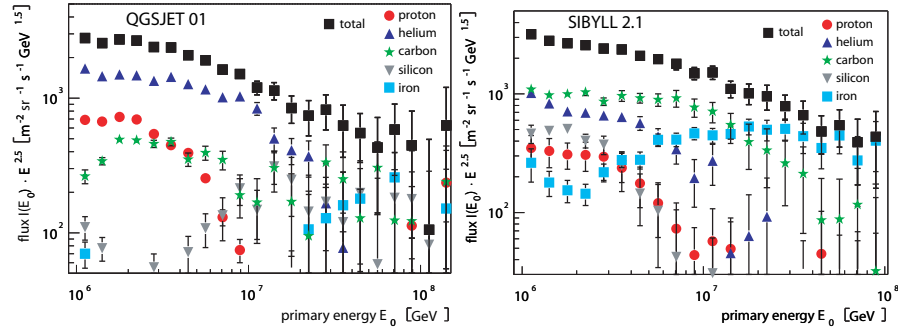 QGSJET 01
total
proton
helium
carbon
silicon
iron
flux I(E₀) · E ²·⁵ [m⁻² sr⁻¹ s⁻¹ GeV ¹·⁵]
10³
10²
10⁶
10⁷
10⁸
primary energy E₀ [GeV]
SIBYLL 2.1
total
proton
helium
carbon
silicon
iron
flux I(E₀) · E ²·⁵ [m⁻² sr⁻¹ s⁻¹ GeV ¹·⁵]
10³
10²
10⁶
10⁷
10⁸
primary energy E₀ [GeV]